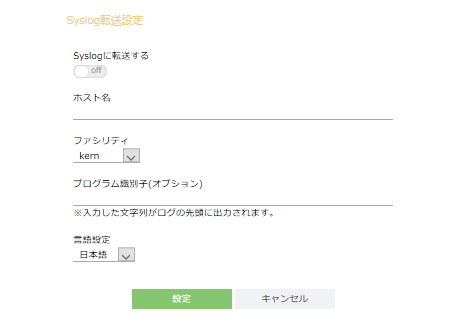 Syslog転送設定
Syslogに転送する
off
ホスト名
ファシリティ
kern
プログラム識別子(オプション)
※入力した文字列がログの先頭に出力されます。
言語設定
日本語
設定 キャンセル